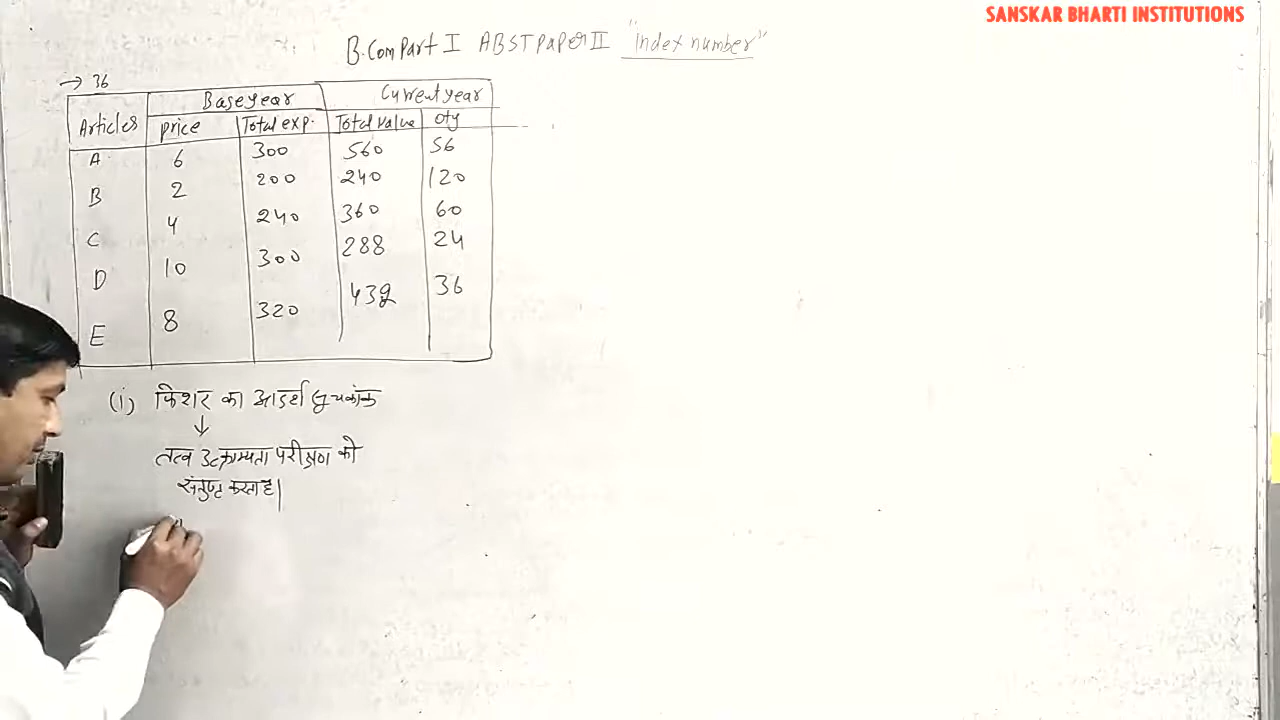 SANSKAR BHARTI INSTITUTIONS
B.Com Part I ABST Paper II "Index number"
→ 36
Articles Base year Current year
price Total exp. Total value Qty
A 6 300 560 56
B 2 200 240 120
C 4 240 360 60
D 10 300 288 24
E 8 320 432 36
(i) फिशर का आदर्श सूचकांक
↓
तत्व उत्क्राम्यता परीक्षण को
संतुष्ट करता है|